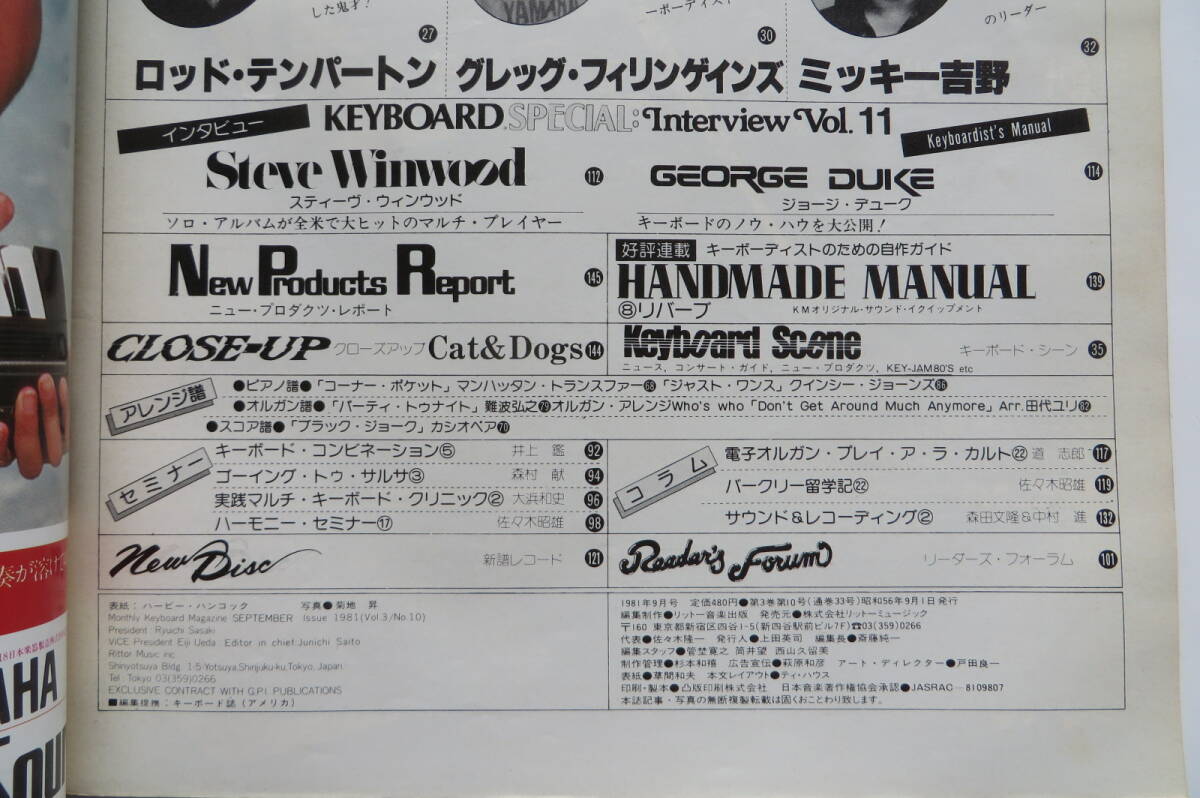 した鬼才!
YAMAHA
ーボーディスト
のリーダー
27
30
32
ロッド・テンパートン
グレッグ・フィリンゲインズ
ミッキー吉野
インタビュー
KEYBOARD SPECIAL: Interview Vol. 11
Keyboardist's Manual
Steve Winwood 112
スティーヴ・ウィンウッド
ソロ・アルバムが全米で大ヒットのマルチ・プレイヤー
GEORGE DUKE 114
ジョージ・デューク
キーボードのノウ・ハウを大公開!
New Products Report 145
ニュー・プロダクツ・レポート
好評連載 キーボーディストのための自作ガイド
HANDMADE MANUAL 139
⑧リバーブ KMオリジナル・サウンド・イクイップメント
CLOSE-UP クローズアップ Cat&Dogs 144
Keyboard Scene キーボード・シーン 35
ニュース, コンサート・ガイド, ニュー・プロダクツ, KEY-JAM80'S etc
アレンジ譜
●ピアノ譜●「コーナー・ポケット」マンハッタン・トランスファー68「ジャスト・ワンス」クインシー・ジョーンズ86
●オルガン譜●「パーティ・トゥナイト」難波弘之79オルガン・アレンジWho's who「Don't Get Around Much Anymore」Arr.田代ユリ82
●スコア譜●「ブラック・ジョーク」カシオペア70
セミナー
キーボード・コンビネーション⑤ 井上 鑑 92
ゴーイング・トゥ・サルサ③ 森村 献 94
実践マルチ・キーボード・クリニック② 大浜和史 96
ハーモニー・セミナー⑰ 佐々木昭雄 98
コラム
電子オルガン・プレイ・ア・ラ・カルト㉒ 道 志郎 117
バークリー留学記㉒ 佐々木昭雄 119
サウンド&レコーディング② 森田文隆&中村 進 132
New Disc 新譜レコード 121
Reader's Forum リーダーズ・フォーラム 101
表紙:ハービー・ハンコック 写真●菊地 昇
Monthly Keyboard Magazine SEPTEMBER Issue 1981(Vol.3/No.10)
President: Ryuichi Sasaki
VICE President Eiji Ueda Editor in chief Junichi Saito
Rittor Music inc.
Shinyotsuya Bldg. 1-5-Yotsuya,Shinjuku-ku,Tokyo, Japan.
Tel: Tokyo 03(359)0266
EXCLUSIVE CONTRACT WITH G.P.I. PUBLICATIONS
■編集提携:キーボード誌(アメリカ)
1981年9月号 定価480円●第3巻第10号(通巻33号)昭和56年9月1日発行
編集制作●リットー音楽出版 発売元●株式会社リットーミュージック
〒160 東京都新宿区四谷1-5(新四谷駅前ビル7F)☎03(359)0266
代表●佐々木隆一 発行人●上田英司 編集長●斎藤純一
編集スタッフ●菅埜寛之 筒井望 西山久留美
制作管理●杉本和禧 広告宣伝●萩原和彦 アート・ディレクター●戸田良一
表紙●草間和夫 本文レイアウト●ティ・ハウス
印刷・製本●凸版印刷株式会社 日本音楽著作権協会承認●JASRAC-8109807
本誌記事・写真の無断複製転載は固くおことわり致します。
奏が溶けて
AHA